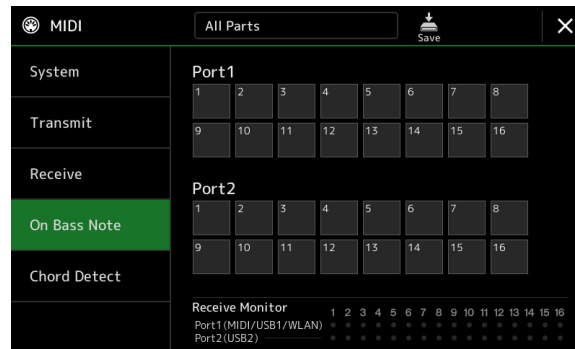 MIDI
All Parts
Save
System
Transmit
Receive
On Bass Note
Chord Detect
Port1
1 2 3 4 5 6 7 8
9 10 11 12 13 14 15 16
Port2
1 2 3 4 5 6 7 8
9 10 11 12 13 14 15 16
Receive Monitor 1 2 3 4 5 6 7 8 9 10 11 12 13 14 15 16
Port1(MIDI/USB1/WLAN)
Port2(USB2)